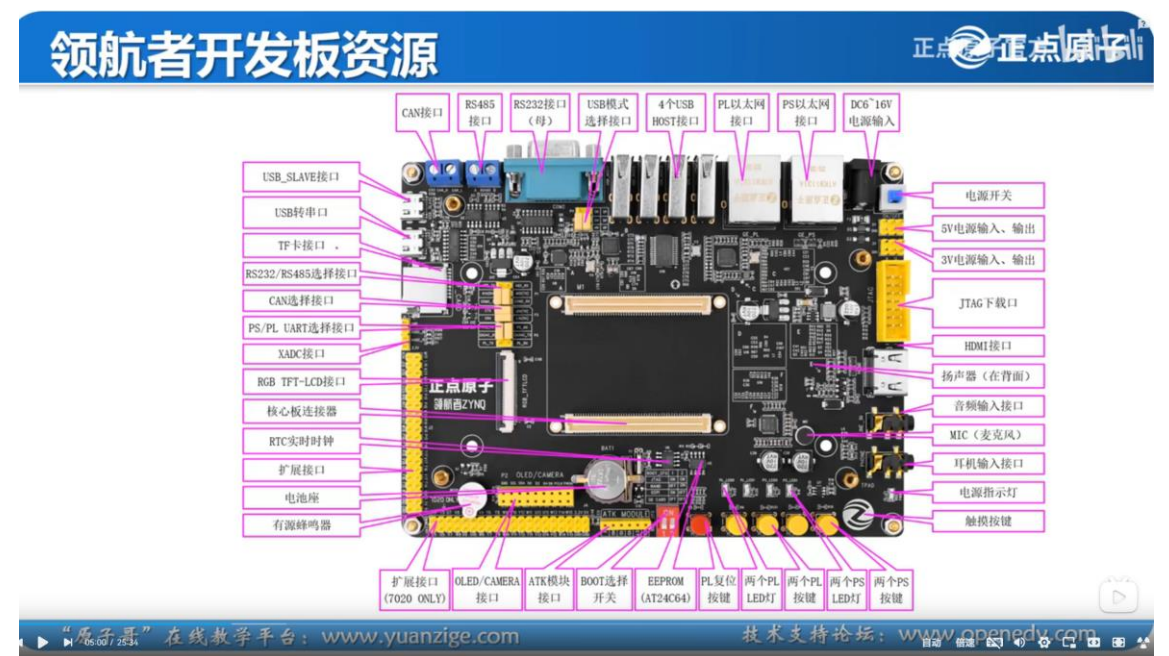 领航者开发板资源
正点原子
CAN接口
RS485
接口
RS232接口
(母)
USB模式
选择接口
4个USB
HOST接口
PL以太网
接口
PS以太网
接口
DC6~16V
电源输入
USB_SLAVE接口
USB转串口
TF卡接口 。
RS232/RS485选择接口
CAN选择接口
PS/PL UART选择接口
XADC接口
RGB TFT-LCD接口
核心板连接器
RTC实时时钟
扩展接口
电池座
有源蜂鸣器
电源开关
5V电源输入、输出
3V电源输入、输出
JTAG下载口
HDMI接口
扬声器（在背面）
音频输入接口
MIC（麦克风）
耳机输入接口
电源指示灯
触摸按键
正点原子
领航者ZYNQ
JTAG
GE_PL
GE_PS
M1
BAT1
P2 OLED/CAMERA
7020 ONLY
ATK MODULE
扩展接口
(7020 ONLY)
OLED/CAMERA
接口
ATK模块
接口
BOOT选择
开关
EEPROM
(AT24C64)
PL复位
按键
两个PL
LED灯
两个PL
按键
两个PS
LED灯
两个PS
按键
“原子哥”在线教学平台：www.yuanzige.com
技术支持论坛：www.openedv.com
05:00 / 25:34
自动
倍速